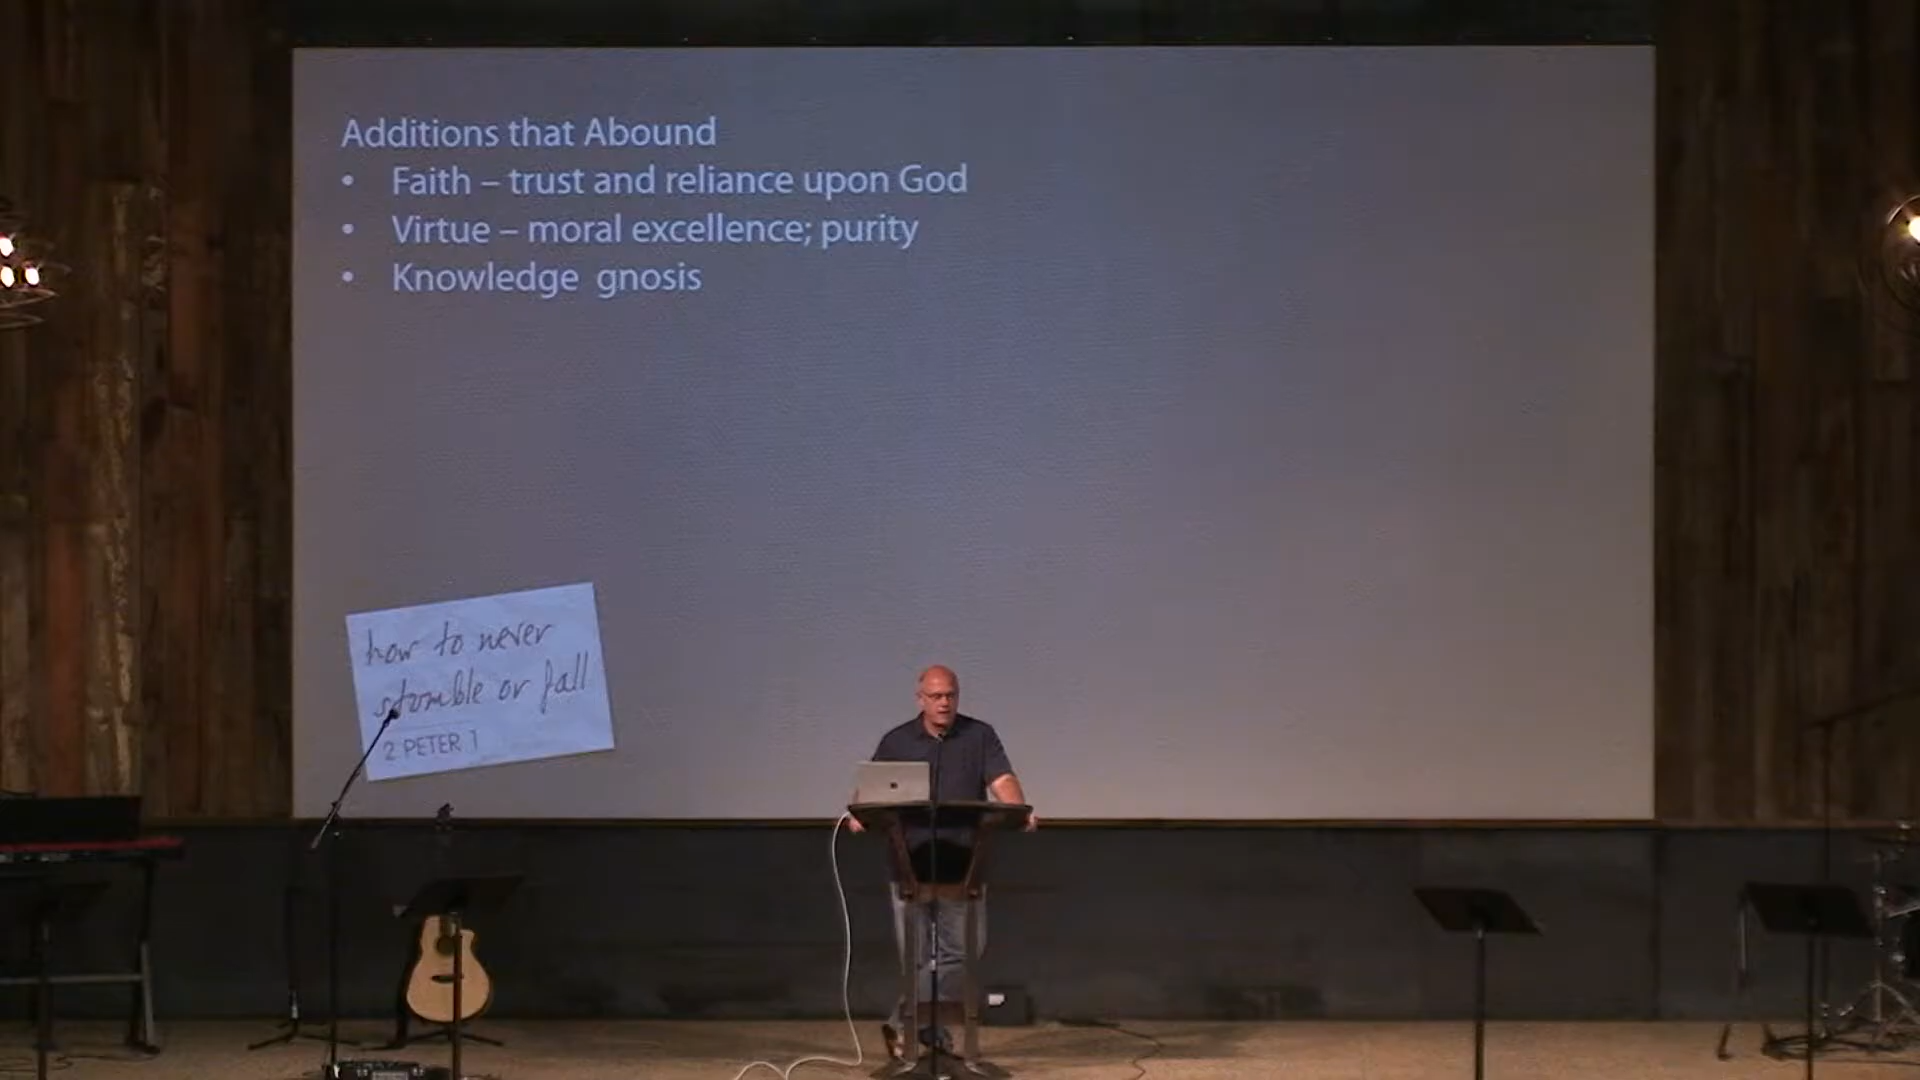 Additions that Abound
• Faith – trust and reliance upon God
• Virtue – moral excellence; purity
• Knowledge gnosis
how to never
stumble or fall
2 PETER 1